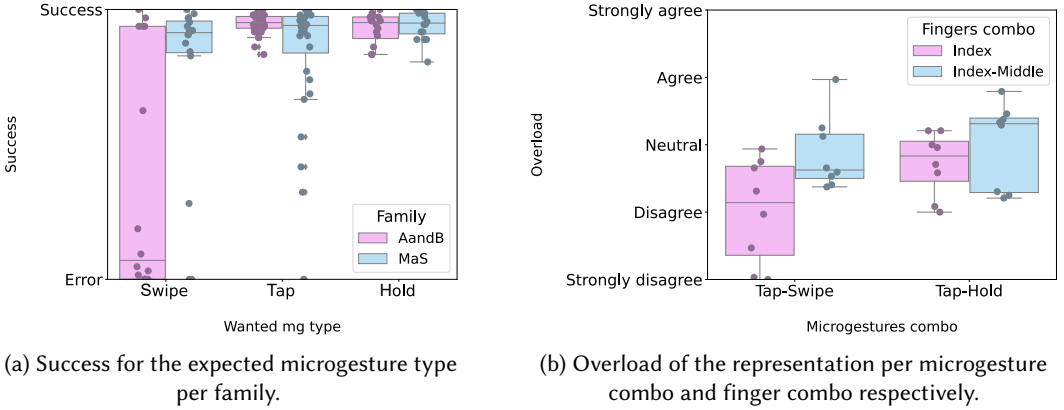 Success
Success
Error
Family
AandB
MaS
Swipe
Tap
Hold
Wanted mg type
(a) Success for the expected microgesture type
per family.
Strongly agree
Agree
Neutral
Disagree
Strongly disagree
Overload
Fingers combo
Index
Index-Middle
Tap-Swipe
Tap-Hold
Microgestures combo
(b) Overload of the representation per microgesture
combo and finger combo respectively.